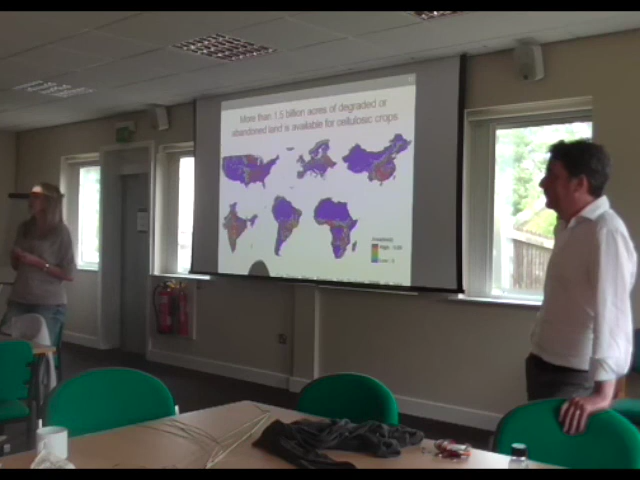 More than 1.5 billion acres of degraded or
abandoned land is available for cellulosic crops